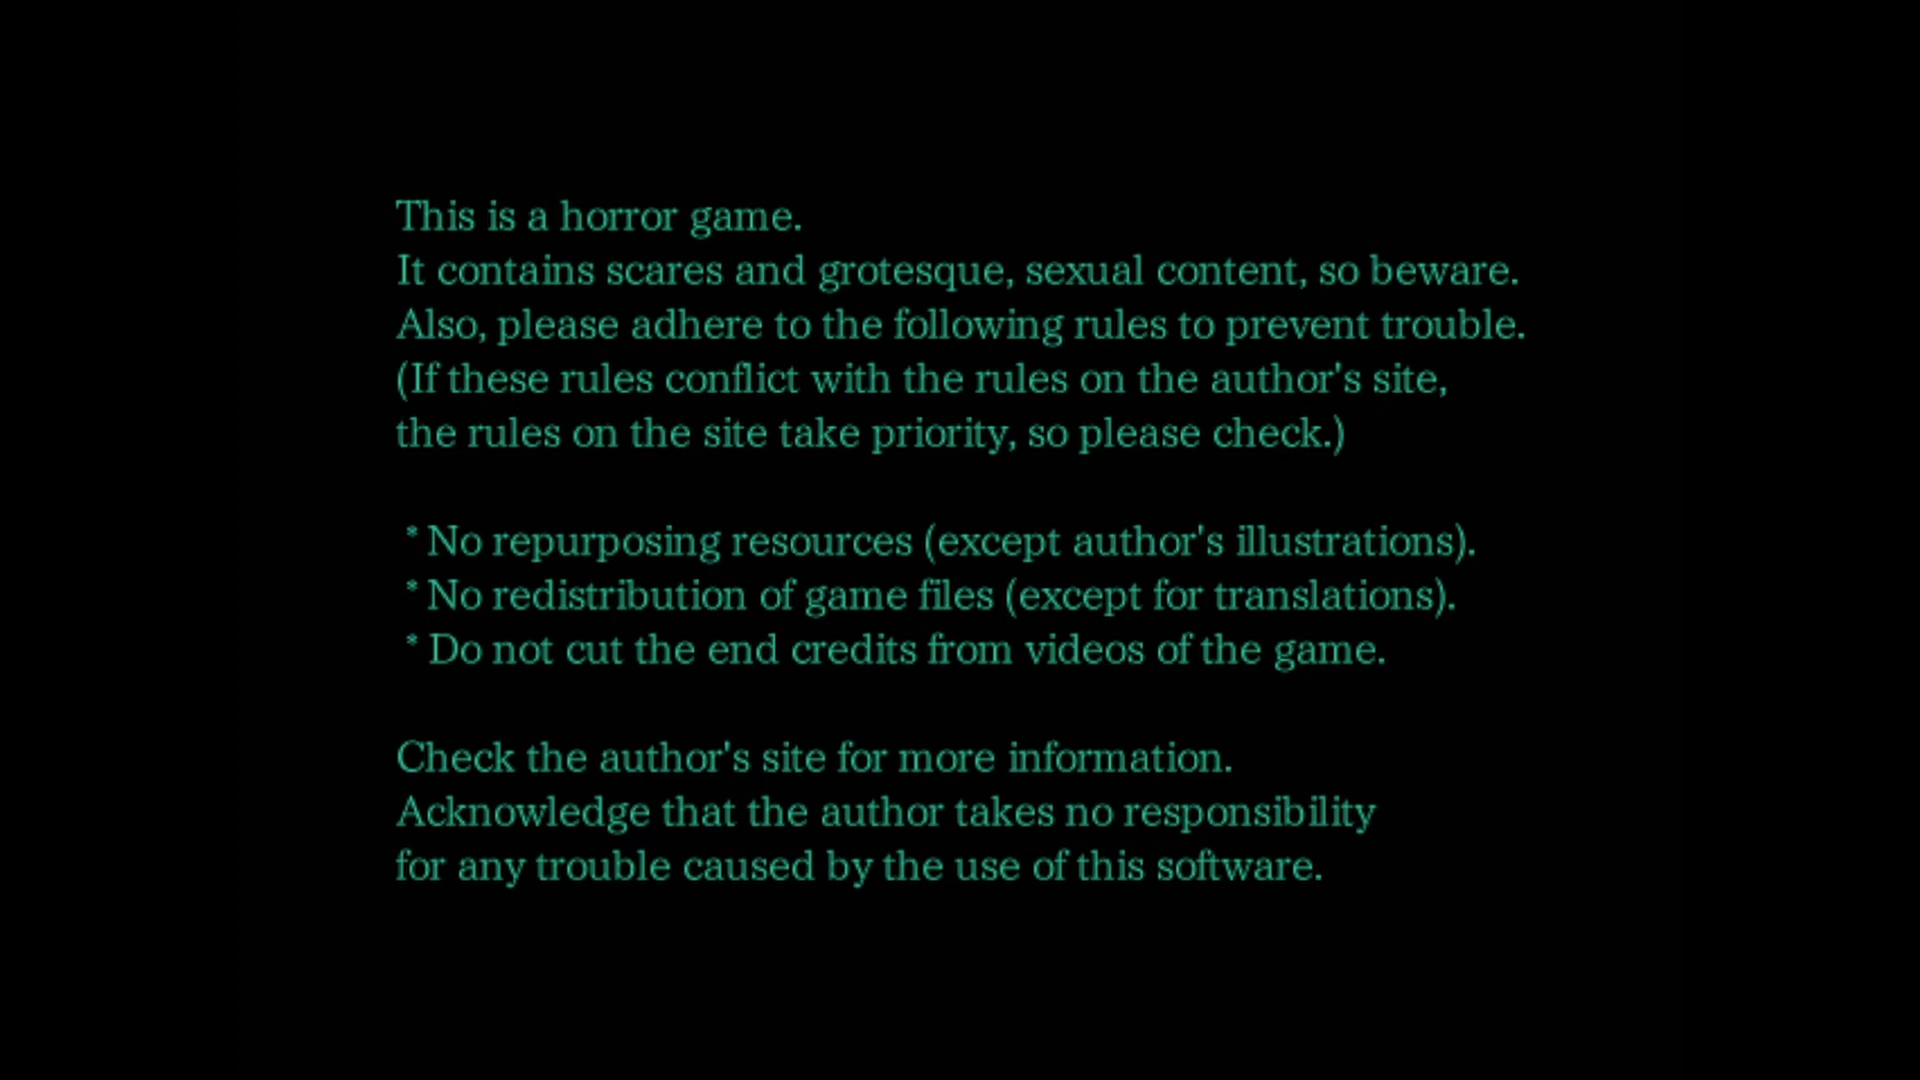 This is a horror game.
It contains scares and grotesque, sexual content, so beware.
Also, please adhere to the following rules to prevent trouble.
(If these rules conflict with the rules on the author's site,
the rules on the site take priority, so please check.)
* No repurposing resources (except author's illustrations).
* No redistribution of game files (except for translations).
* Do not cut the end credits from videos of the game.
Check the author's site for more information.
Acknowledge that the author takes no responsibility
for any trouble caused by the use of this software.